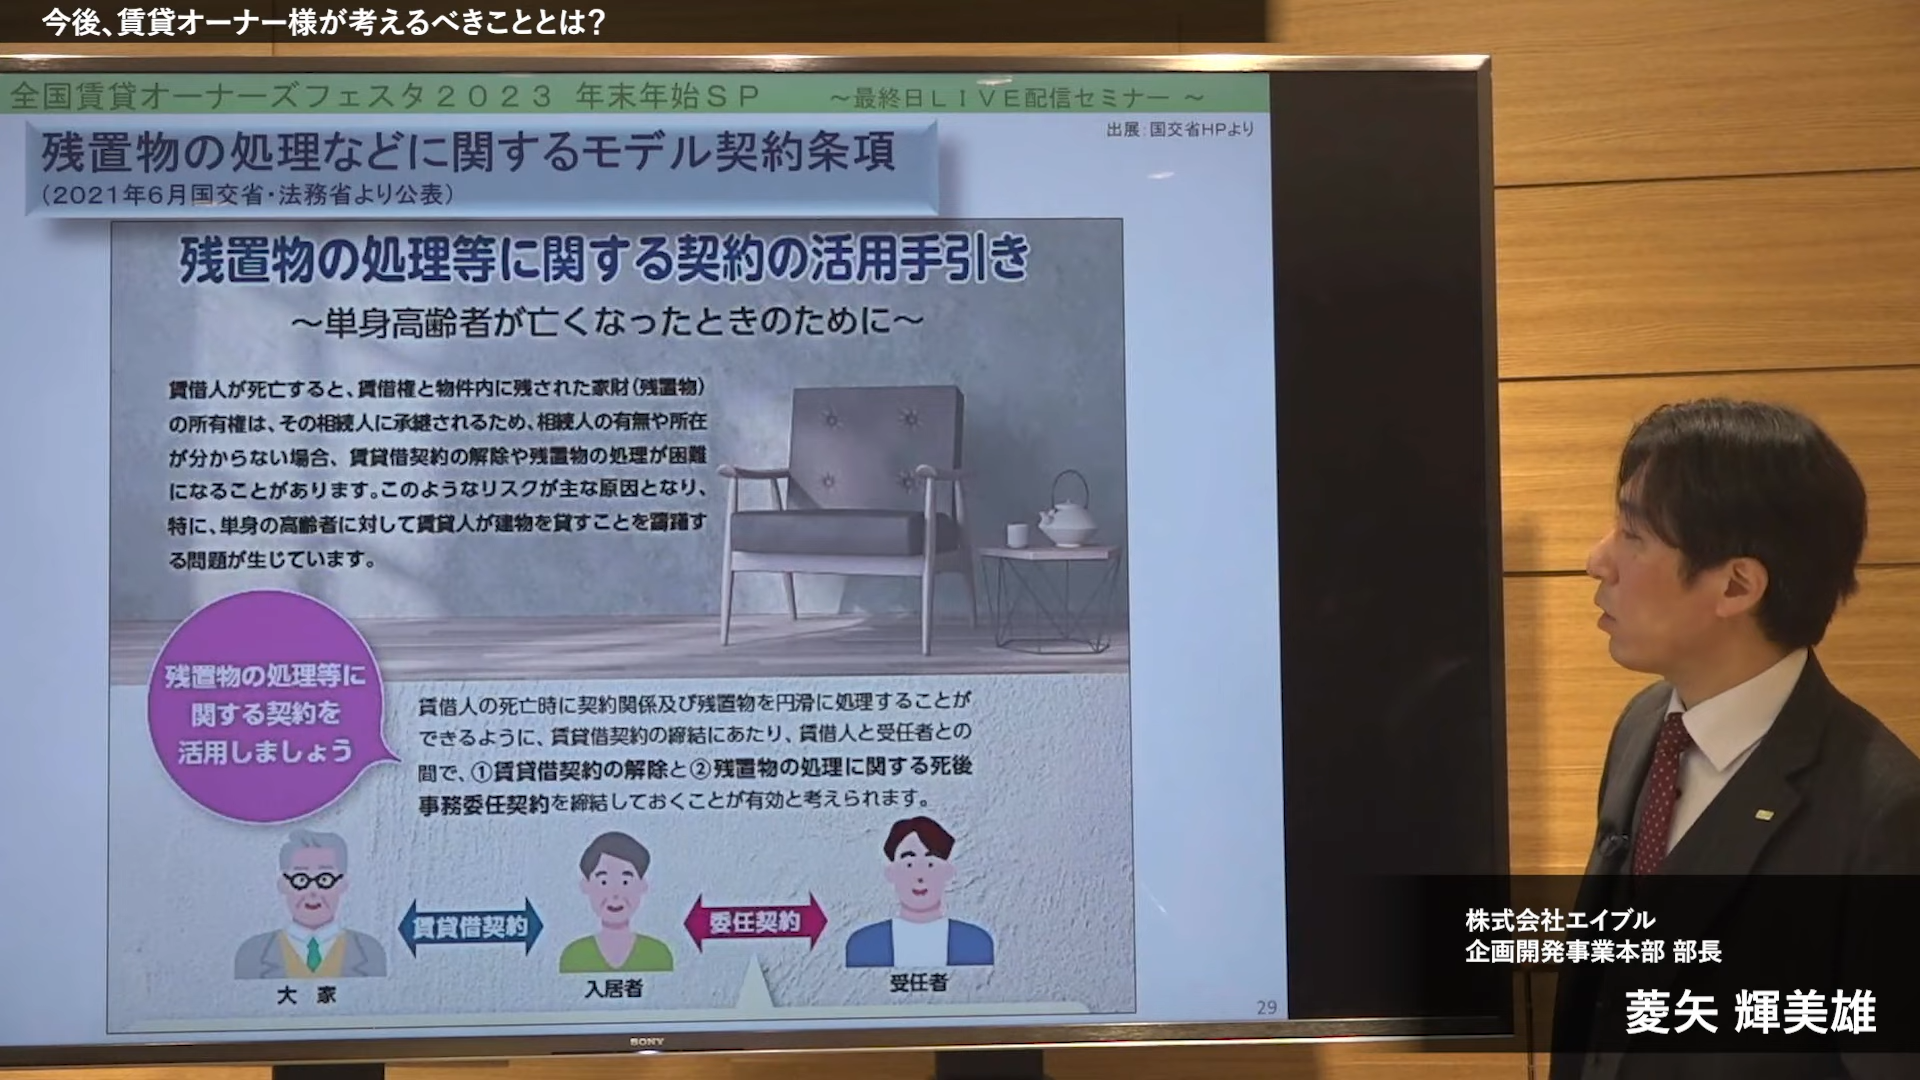 今後、賃貸オーナー様が考えるべきこととは？
全国賃貸オーナーズフェスタ２０２３ 年末年始ＳＰ ～最終日ＬＩＶＥ配信セミナー ～
残置物の処理などに関するモデル契約条項
（2021年6月国交省・法務省より公表）
出展：国交省HPより
残置物の処理等に関する契約の活用手引き
～単身高齢者が亡くなったときのために～
賃借人が死亡すると、賃借権と物件内に残された家財（残置物）
の所有権は、その相続人に承継されるため、相続人の有無や所在
が分からない場合、賃貸借契約の解除や残置物の処理が困難
になることがあります。このようなリスクが主な原因となり、
特に、単身の高齢者に対して賃貸人が建物を貸すことを躊躇す
る問題が生じています。
残置物の処理等に
関する契約を
活用しましょう
賃借人の死亡時に契約関係及び残置物を円滑に処理することが
できるように、賃貸借契約の締結にあたり、賃借人と受任者との
間で、①賃貸借契約の解除と②残置物の処理に関する死後
事務委任契約を締結しておくことが有効と考えられます。
賃貸借契約
委任契約
大　家
入居者
受任者
29
SONY
株式会社エイブル
企画開発事業本部 部長
菱矢 輝美雄